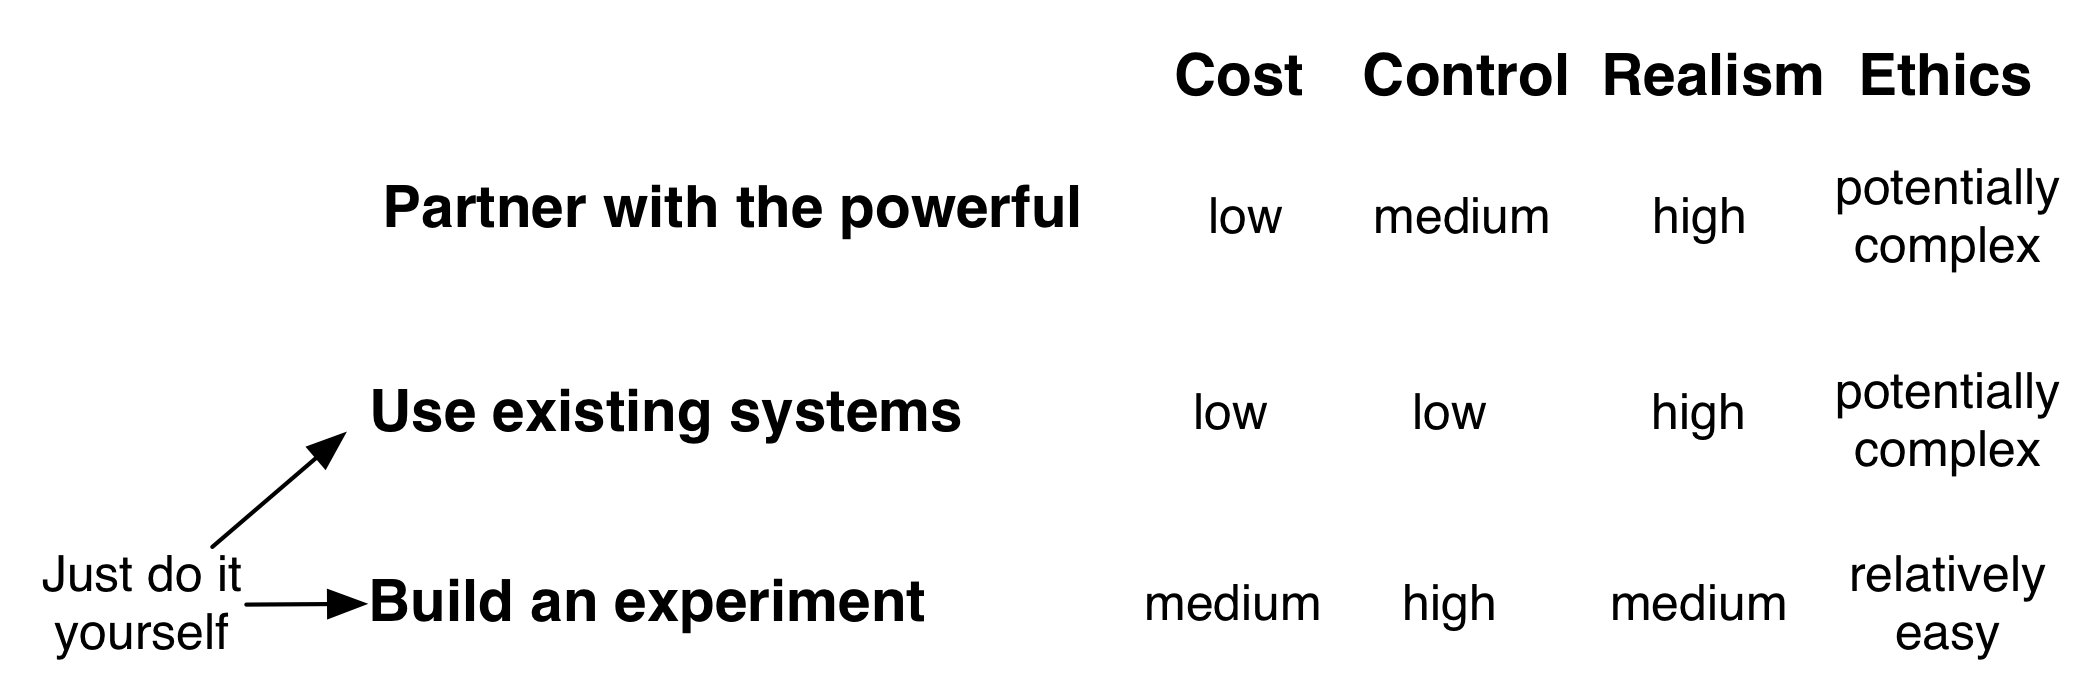 Cost Control Realism Ethics
Partner with the powerful low medium high potentially complex
Use existing systems low low high potentially complex
Just do it yourself
Build an experiment medium high medium relatively easy